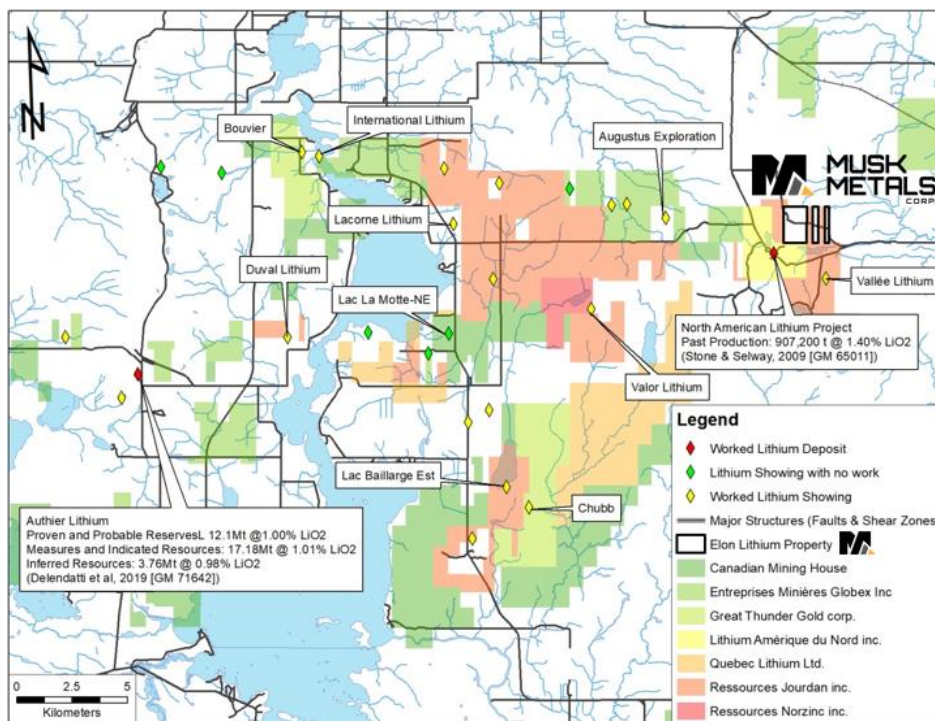 N
Bouvier
International Lithium
Augustus Exploration
MUSK
METALS
CORP.
Lacorne Lithium
Duval Lithium
Lac La Motte-NE
Vallée Lithium
North American Lithium Project
Past Production: 907,200 t @ 1.40% LiO2
(Stone & Selway, 2009 [GM 65011])
Valor Lithium
Lac Baillarge Est
Chubb
Authier Lithium
Proven and Probable ReservesL 12.1Mt @1.00% LiO2
Measures and Indicated Resources: 17.18Mt @ 1.01% LiO2
Inferred Resources: 3.76Mt @ 0.98% LiO2
(Delendatti et al, 2019 [GM 71642])
Legend
Worked Lithium Deposit
Lithium Showing with no work
Worked Lithium Showing
Major Structures (Faults & Shear Zones
Elon Lithium Property
Canadian Mining House
Entreprises Minières Globex Inc
Great Thunder Gold corp.
Lithium Amérique du Nord inc.
Quebec Lithium Ltd.
Ressources Jourdan inc.
Ressources Norzinc inc.
0 2.5 5
Kilometers